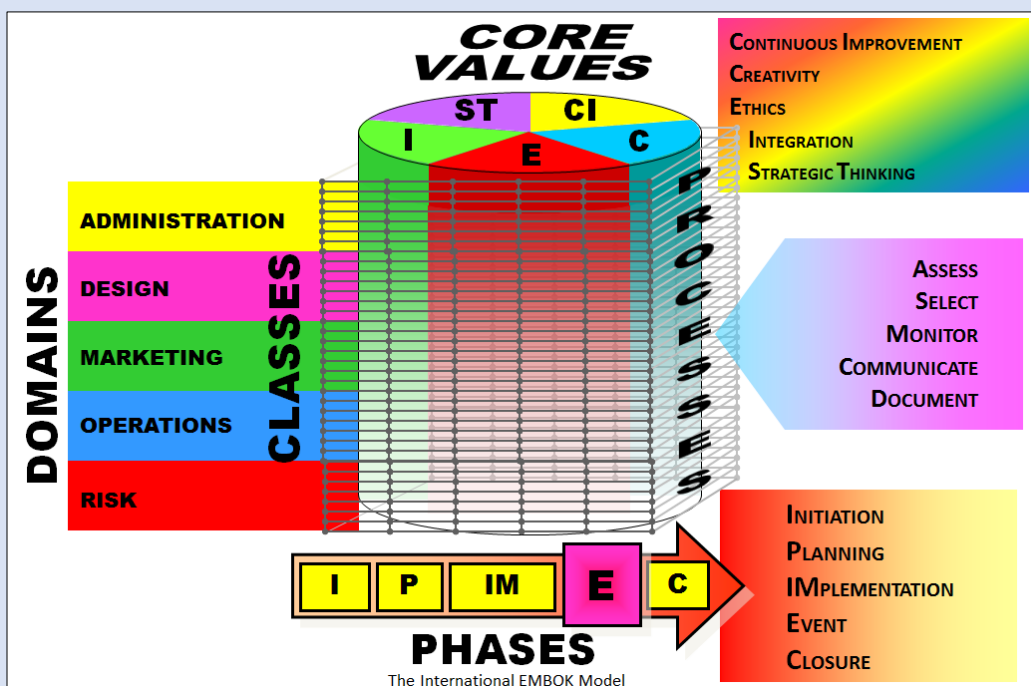 CORE
VALUES
ST
CI
I
E
C
CONTINUOUS IMPROVEMENT
CREATIVITY
ETHICS
INTEGRATION
STRATEGIC THINKING
DOMAINS
ADMINISTRATION
DESIGN
MARKETING
OPERATIONS
RISK
CLASSES
PROCESSES
ASSESS
SELECT
MONITOR
COMMUNICATE
DOCUMENT
I
P
IM
E
C
PHASES
INITIATION
PLANNING
IMPLEMENTATION
EVENT
CLOSURE
The International EMBOK Model